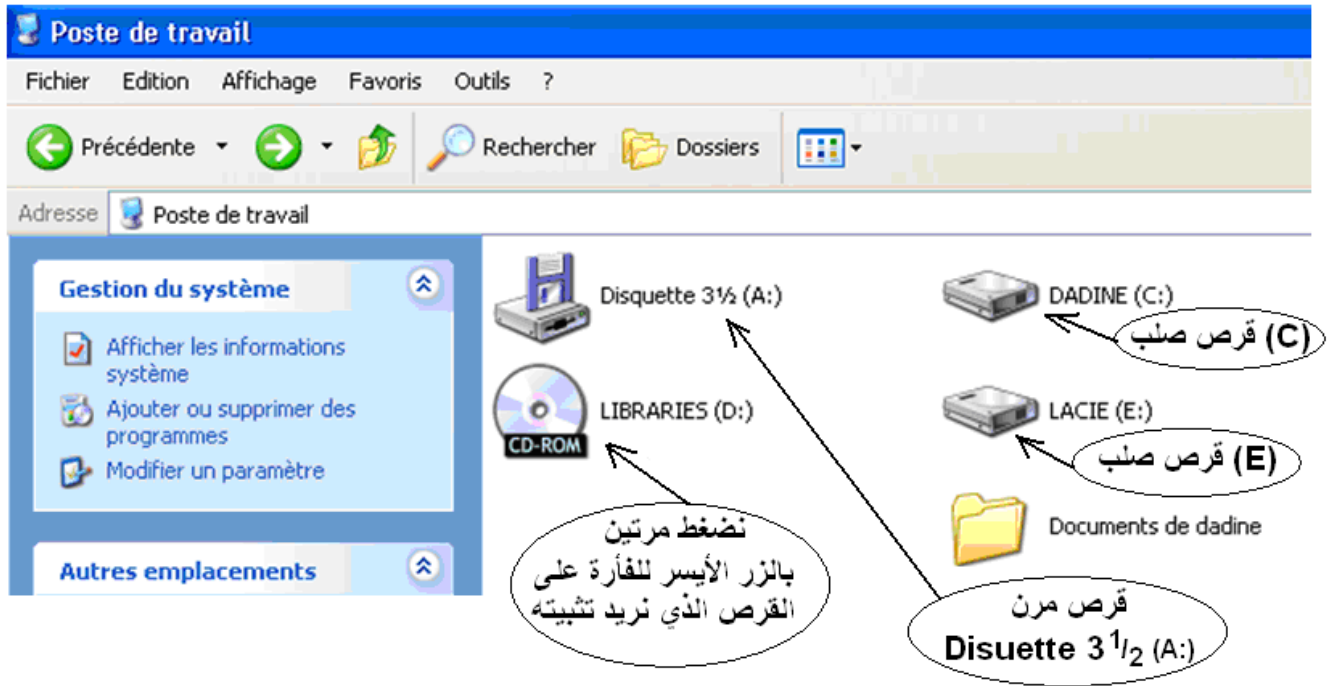 Poste de travail
Fichier Edition Affichage Favoris Outils ?
Précédente Rechercher Dossiers
Adresse Poste de travail
Gestion du système
Afficher les informations
système
Ajouter ou supprimer des
programmes
Modifier un paramètre
Autres emplacements
Disquette 3½ (A:)
DADINE (C:)
قرص صلب (C)
LIBRARIES (D:)
CD-ROM
LACIE (E:)
قرص صلب (E)
Documents de dadine
نضغط مرتين
بالزر الأيسر للفأرة على
القرص الذي نريد تثبيته
قرص مرن
Disuette 3 1/2 (A:)